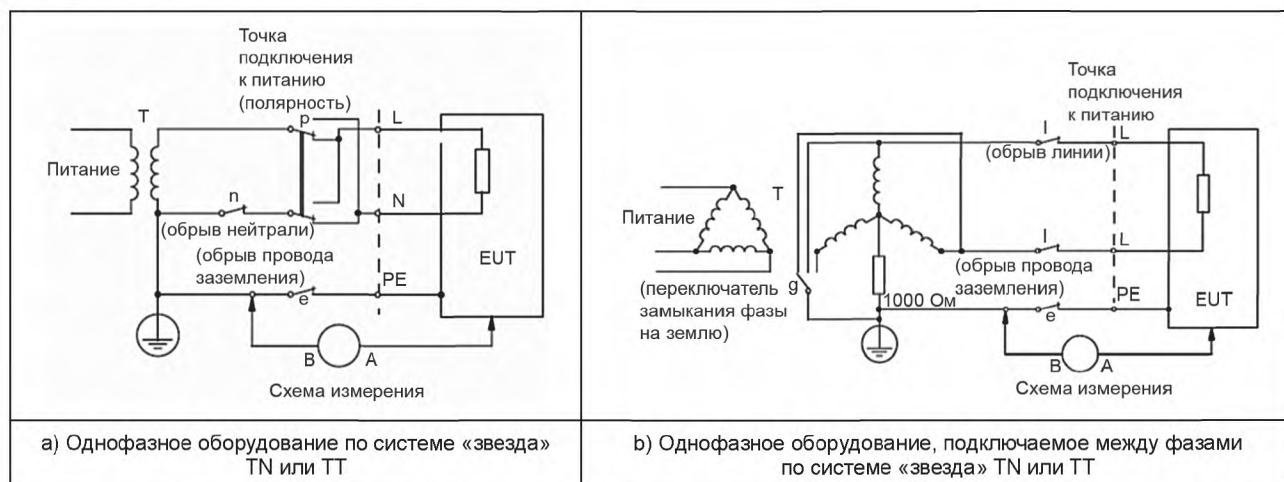 Точка
подключения
к питанию
(полярность)
T
p
L
Питание
n
N
(обрыв нейтрали)
(обрыв провода
заземления)
EUT
PE
e
B
A
Схема измерения
a) Однофазное оборудование по системе «звезда»
TN или TT
Точка
подключения
к питанию
l
L
(обрыв линии)
T
Питание
l
L
(обрыв провода
заземления)
g
(переключатель
замыкания фазы
на землю)
1000 Ом
PE
e
EUT
B
A
Схема измерения
b) Однофазное оборудование, подключаемое между фазами
по системе «звезда» TN или TT